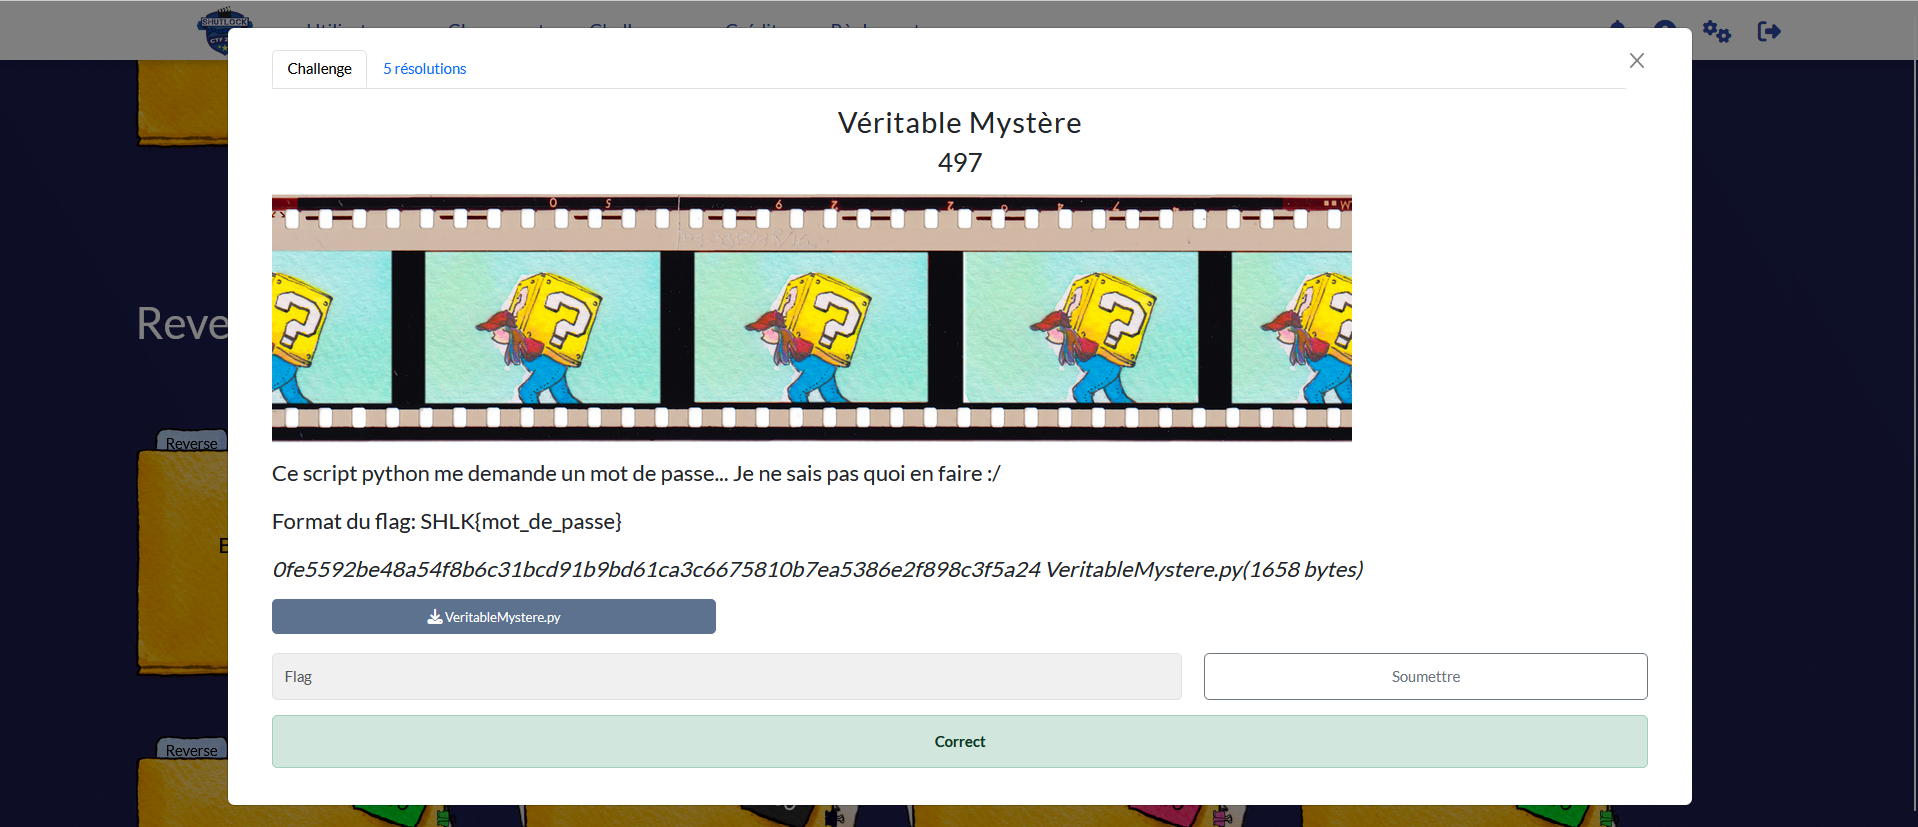 SHUTLOCK
Challenge
5 résolutions
Véritable Mystère
497
Ce script python me demande un mot de passe... Je ne sais pas quoi en faire :/
Format du flag: SHLK{mot_de_passe}
0fe5592be48a54f8b6c31bcd91b9bd61ca3c6675810b7ea5386e2f898c3f5a24 VeritableMystere.py(1658 bytes)
VeritableMystere.py
Flag
Soumettre
Correct
Reve
Reverse
Reverse